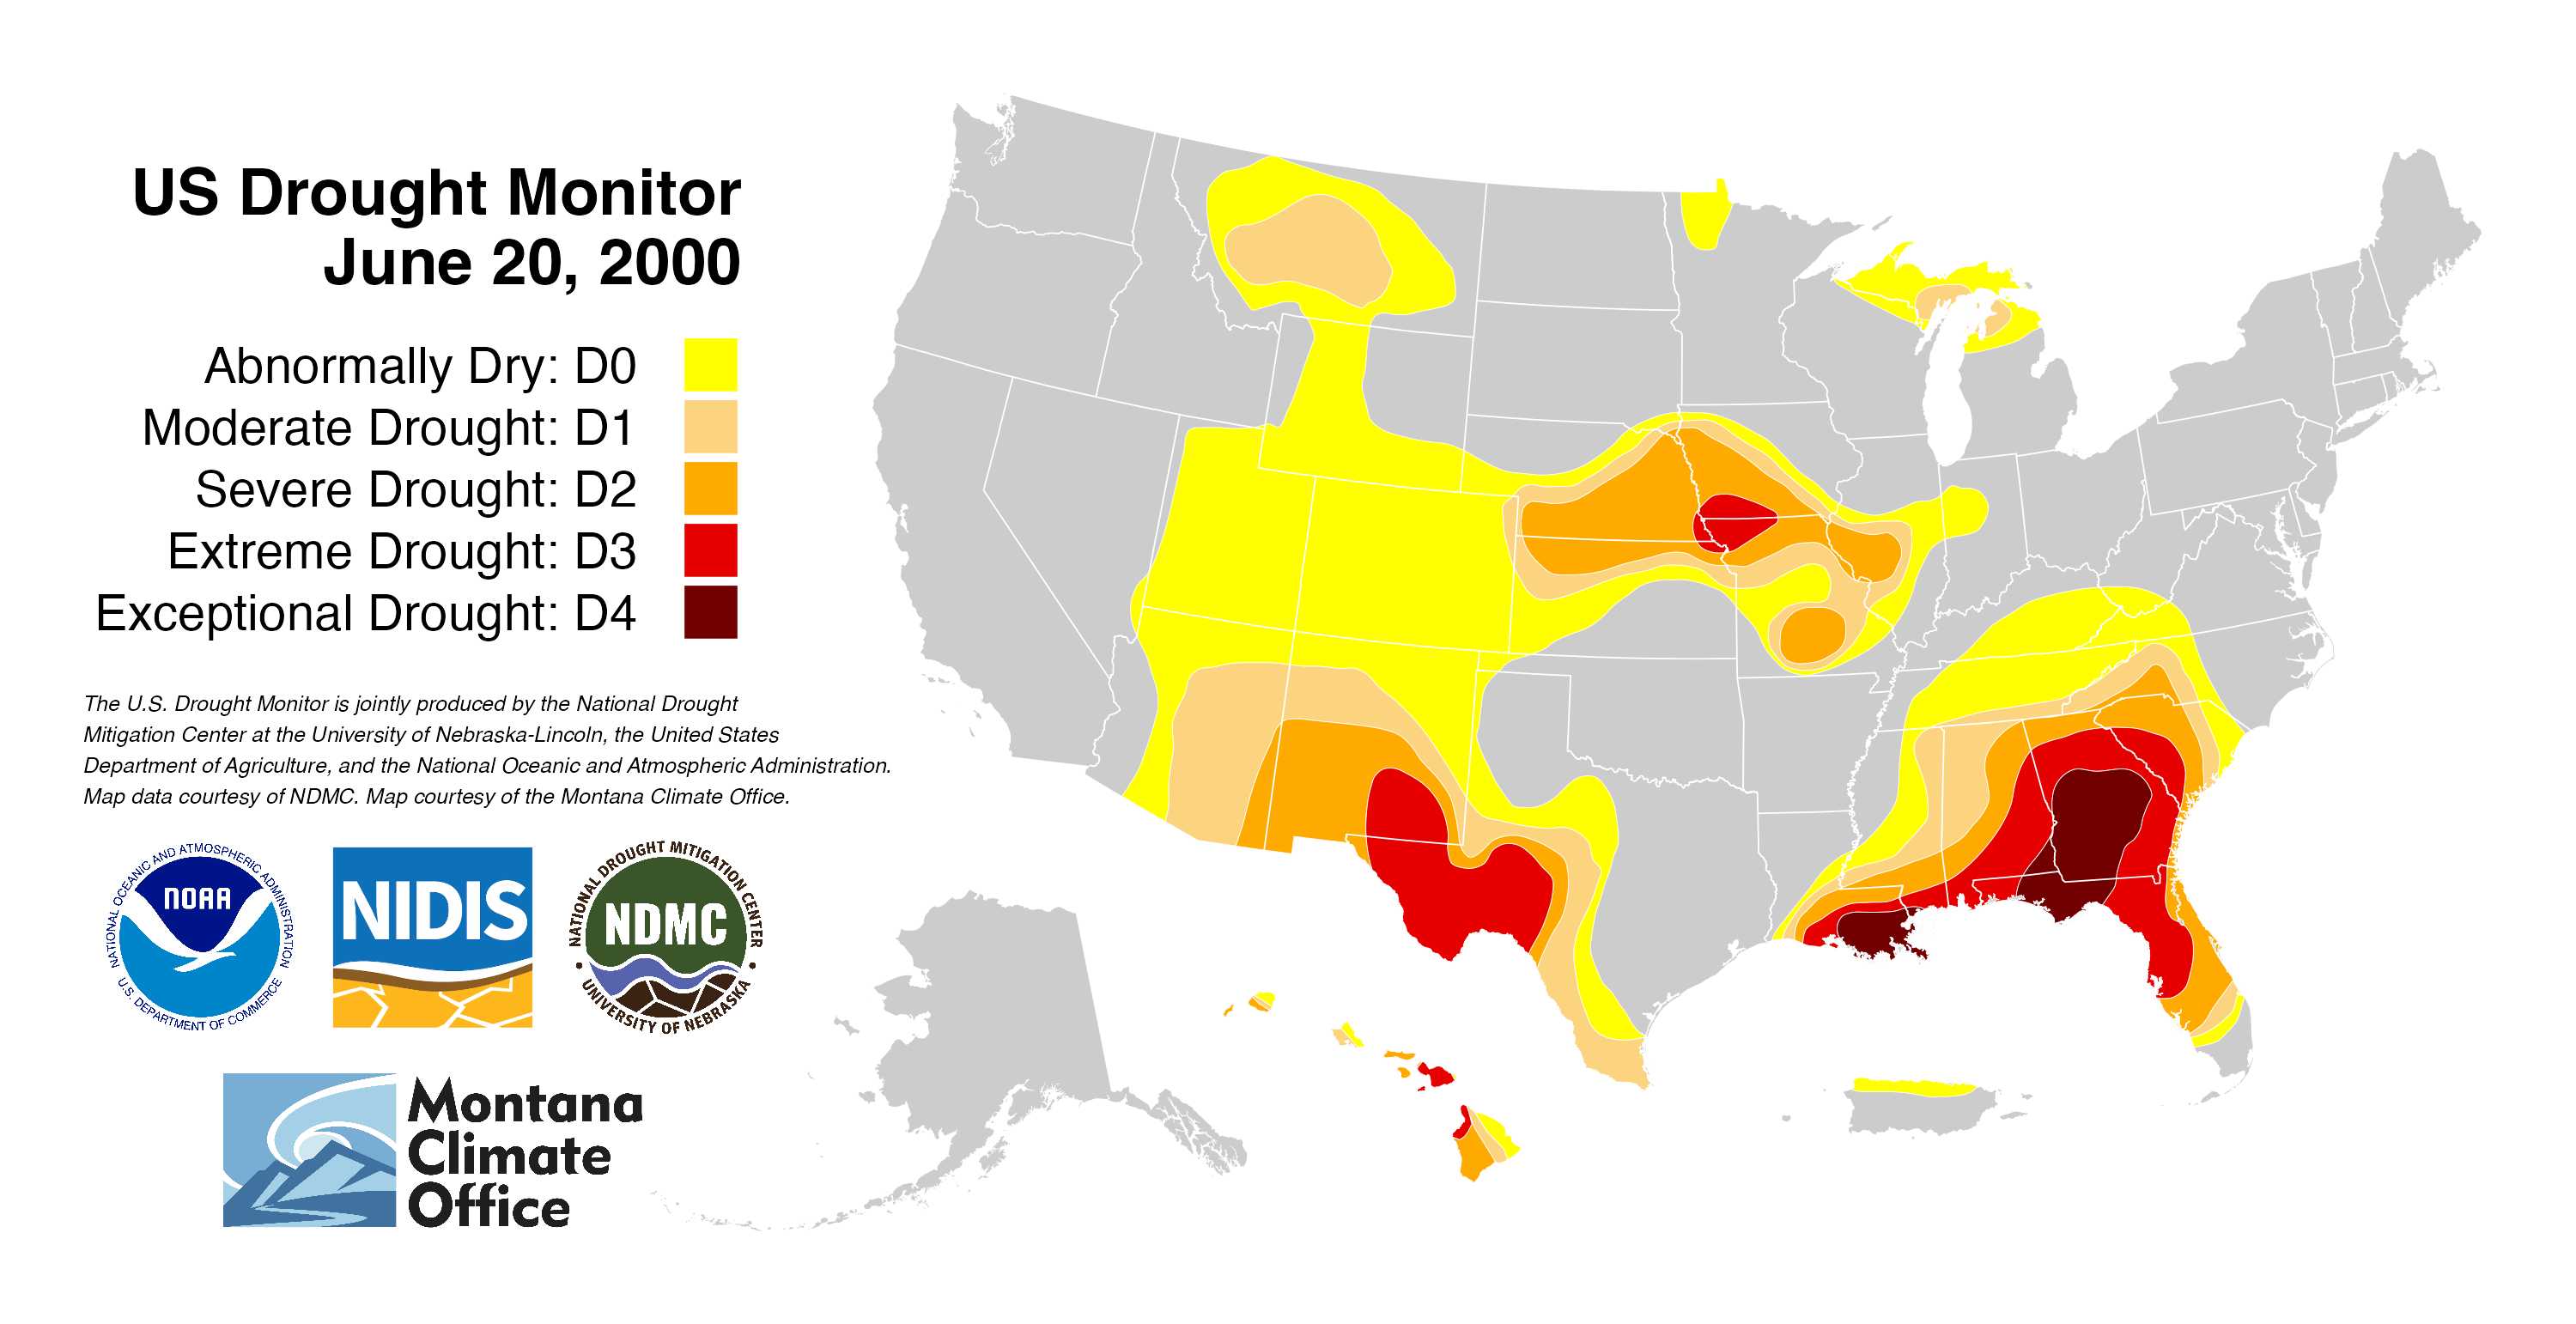 US Drought Monitor
June 20, 2000
Abnormally Dry: D0
Moderate Drought: D1
Severe Drought: D2
Extreme Drought: D3
Exceptional Drought: D4
The U.S. Drought Monitor is jointly produced by the National Drought
Mitigation Center at the University of Nebraska-Lincoln, the United States
Department of Agriculture, and the National Oceanic and Atmospheric Administration.
Map data courtesy of NDMC. Map courtesy of the Montana Climate Office.
NATIONAL OCEANIC AND ATMOSPHERIC ADMINISTRATION
NOAA
U.S. DEPARTMENT OF COMMERCE
NIDIS
NATIONAL DROUGHT MITIGATION CENTER
NDMC
UNIVERSITY OF NEBRASKA
Montana
Climate
Office